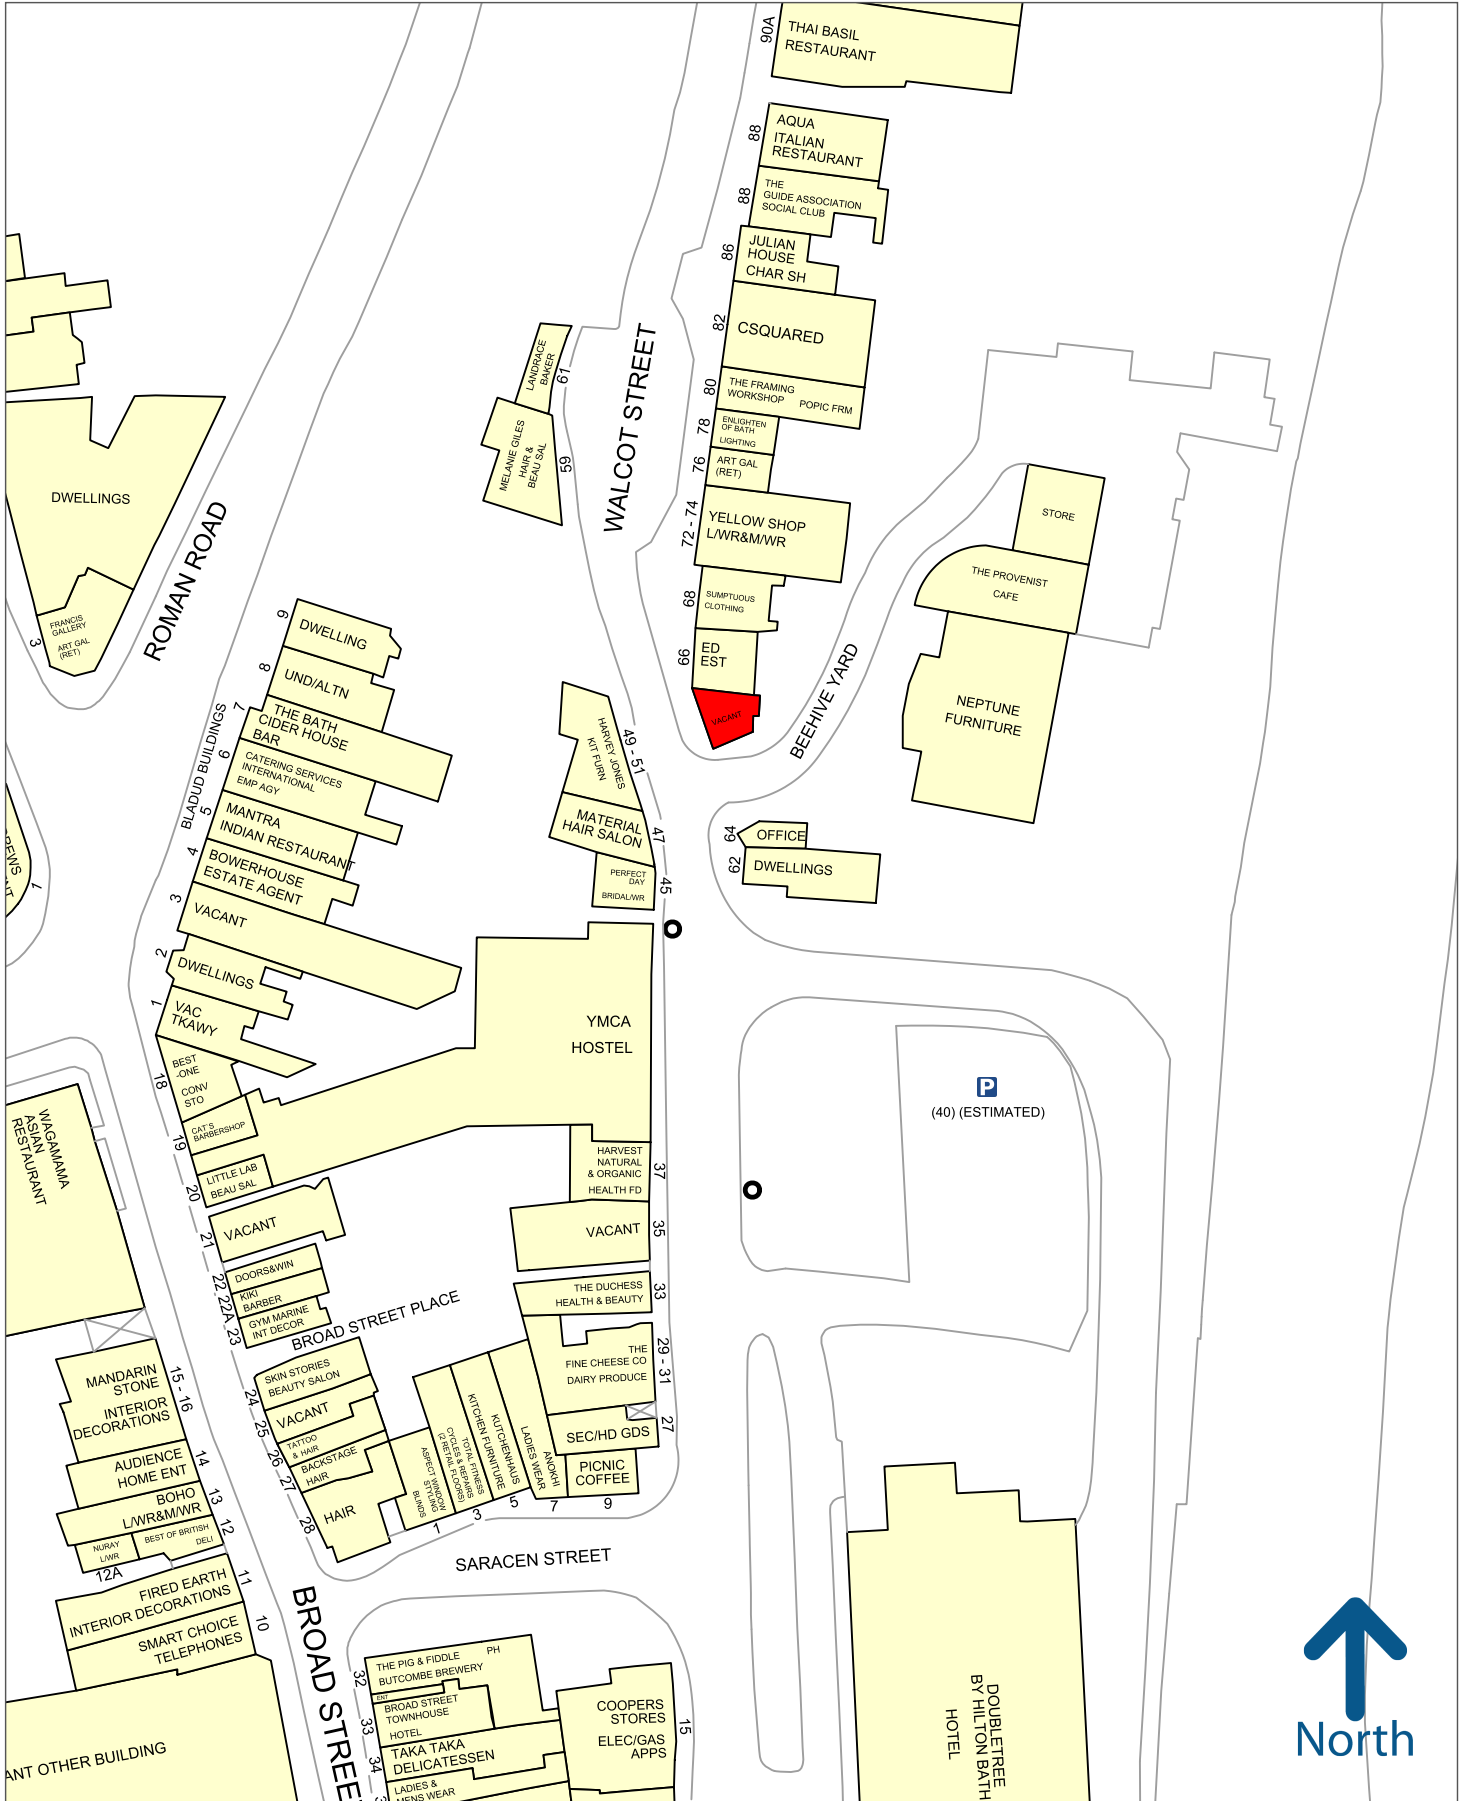 90A
THAI BASIL
RESTAURANT
88
AQUA
ITALIAN
RESTAURANT
88
THE
GUIDE ASSOCIATION
SOCIAL CLUB
86
JULIAN
HOUSE
CHAR SH
82
CSQUARED
80
THE FRAMING
WORKSHOP POPIC FRM
78
ENLIGHTEN
OF BATH
LIGHTING
76
ART GAL
(RET)
72 - 74
YELLOW SHOP
L/WR&M/WR
68
SUMPTUOUS
CLOTHING
66
ED
EST
VACANT
WALCOT STREET
LANDRACE
BAKER
61
MELANIE GILES
HAIR &
BEAU SAL
59
STORE
THE PROVENIST
CAFE
NEPTUNE
FURNITURE
BEEHIVE YARD
64
OFFICE
62
DWELLINGS
DWELLINGS
FRANCIS
GALLERY
ART GAL
(RET)
3
ROMAN ROAD
9
DWELLING
8
UND/ALTN
7
THE BATH
CIDER HOUSE
BAR
6
CATERING SERVICES
INTERNATIONAL
EMP AGY
BLADUD BUILDINGS
5
MANTRA
INDIAN RESTAURANT
4
BOWERHOUSE
ESTATE AGENT
3
VACANT
2
DWELLINGS
1
VAC
TKAWY
18
BEST
-ONE
CONV
STO
19
CAT'S
BARBERSHOP
20
LITTLE LAB
BEAU SAL
21
VACANT
22
DOORS&WIN
22A
KIKI
BARBER
23
GYM MARINE
INT DECOR
BROAD STREET PLACE
24
SKIN STORIES
BEAUTY SALON
25
VACANT
26
TATTOO
& HAIR
27
BACKSTAGE
HAIR
28
HAIR
HARVEY JONES
KIT FURN
49 - 51
MATERIAL
HAIR SALON
47
PERFECT
DAY
BRIDAL/WR
45
YMCA
HOSTEL
HARVEST
NATURAL
& ORGANIC
HEALTH FD
37
VACANT
35
THE DUCHESS
HEALTH & BEAUTY
33
THE
FINE CHEESE CO
DAIRY PRODUCE
29 - 31
SEC/HD GDS
27
PICNIC
COFFEE
9
ANOKHI
LADIES WEAR
7
KUTCHENHAUS
KITCHEN FURNITURE
5
TOTAL FITNESS
CYCLES & REPAIRS
(2 RETAIL FLOORS)
3
ASPECT WINDOW
STYLING
BLINDS
1
SARACEN STREET
P
(40) (ESTIMATED)
1
WAGAMAMA
ASIAN
RESTAURANT
MANDARIN
STONE
INTERIOR
DECORATIONS
15 - 16
AUDIENCE
HOME ENT
14
BOHO
L/WR&M/WR
13
NURAY
L/WR
12A
BEST OF BRITISH
DELI
12
FIRED EARTH
INTERIOR DECORATIONS
11
SMART CHOICE
TELEPHONES
10
ANT OTHER BUILDING
BROAD STREE
32
THE PIG & FIDDLE PH
BUTCOMBE BREWERY
ENT
33
BROAD STREET
TOWNHOUSE
HOTEL
34
TAKA TAKA
DELICATESSEN
LADIES &
MENS WEAR
COOPERS
STORES
ELEC/GAS
APPS
15
DOUBLETREE
BY HILTON BATH
HOTEL
North